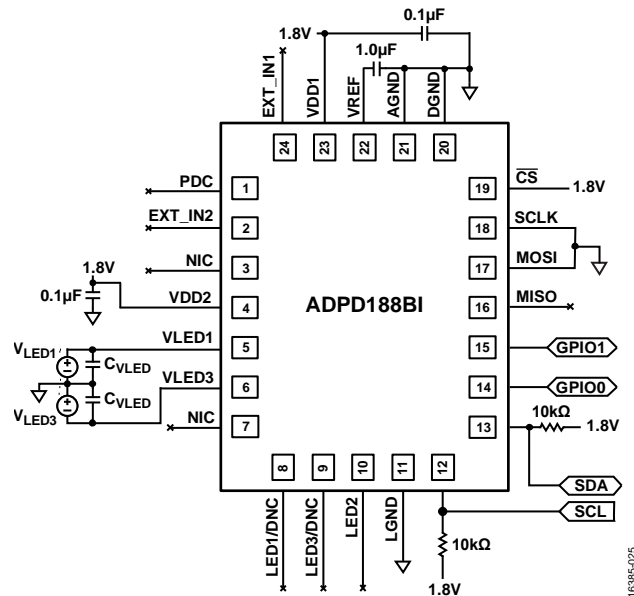 0.1µF
1.8V
1.0µF
EXT_IN1
VDD1
VREF
AGND
DGND
24
23
22
21
20
PDC
1
19
CS
1.8V
EXT_IN2
2
18
SCLK
NIC
3
17
MOSI
1.8V
0.1µF
VDD2
4
ADPD188BI
16
MISO
VLED1
5
15
GPIO1
VLED1
CVLED
VLED3
6
14
GPIO0
VLED3
CVLED
NIC
7
13
10kΩ
1.8V
8
9
10
11
12
SDA
SCL
LED1/DNC
LED3/DNC
LED2
LGND
10kΩ
1.8V
16385-025